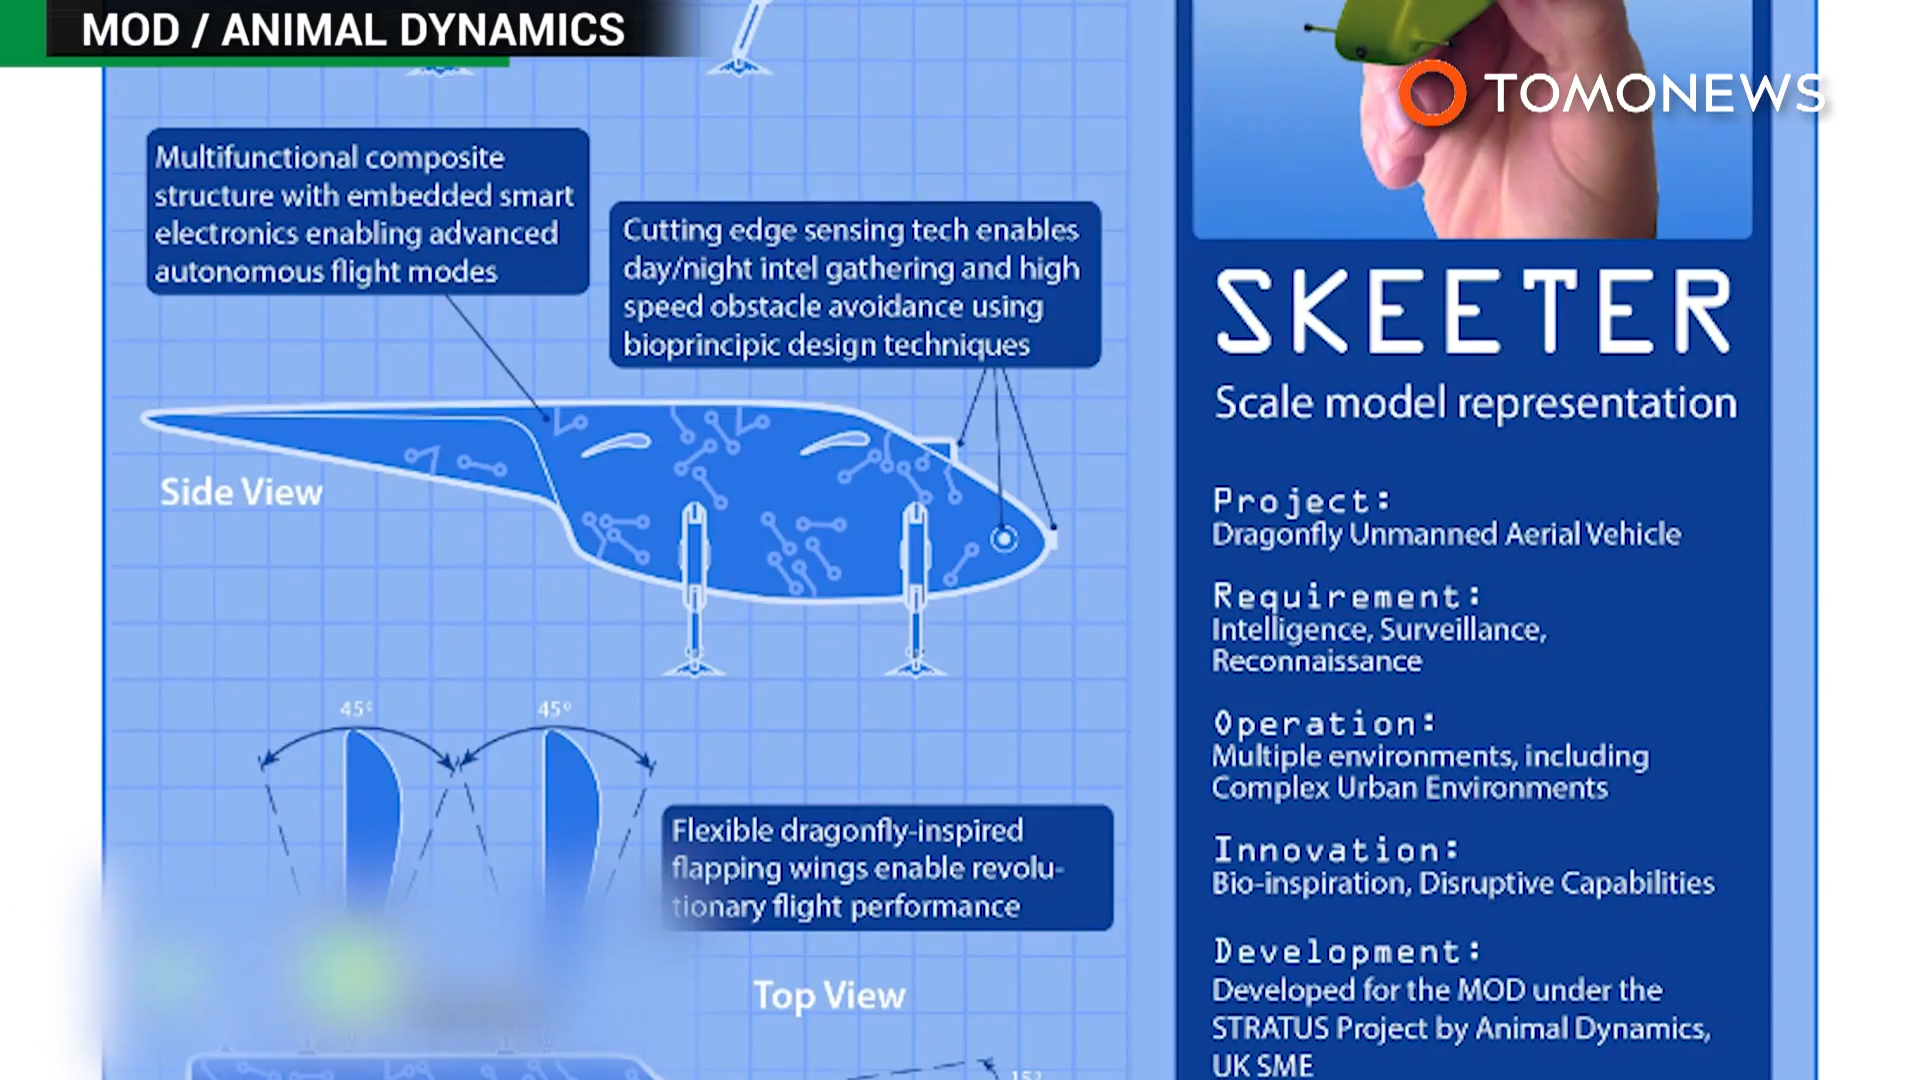 MOD / ANIMAL DYNAMICS
TOMONEWS
Multifunctional composite
structure with embedded smart
electronics enabling advanced
autonomous flight modes
Cutting edge sensing tech enables
day/night intel gathering and high
speed obstacle avoidance using
bioprincipic design techniques
Side View
45º
45º
Flexible dragonfly-inspired
flapping wings enable revolu-
tionary flight performance
Top View
15º
SKEETER
Scale model representation
Project:
Dragonfly Unmanned Aerial Vehicle
Requirement:
Intelligence, Surveillance,
Reconnaissance
Operation:
Multiple environments, including
Complex Urban Environments
Innovation:
Bio-inspiration, Disruptive Capabilities
Development:
Developed for the MOD under the
STRATUS Project by Animal Dynamics,
UK SME